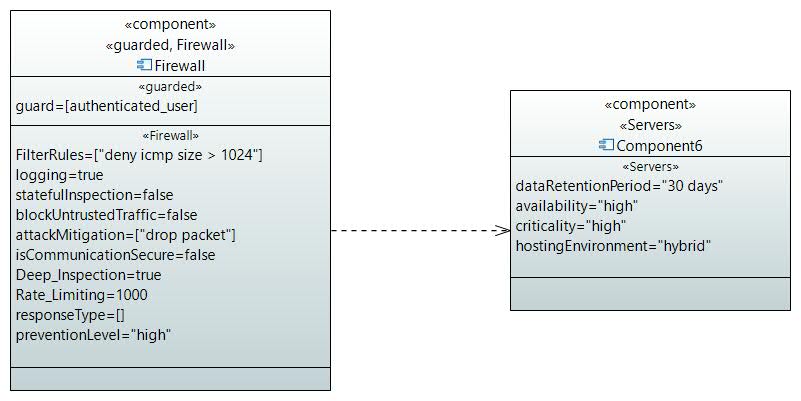 «component»
«guarded, Firewall»
Firewall
«guarded»
guard=[authenticated_user]
«Firewall»
FilterRules=["deny icmp size > 1024"]
logging=true
statefulInspection=false
blockUntrustedTraffic=false
attackMitigation=["drop packet"]
isCommunicationSecure=false
Deep_Inspection=true
Rate_Limiting=1000
responseType=[]
preventionLevel="high"
«component»
«Servers»
Component6
«Servers»
dataRetentionPeriod="30 days"
availability="high"
criticality="high"
hostingEnvironment="hybrid"